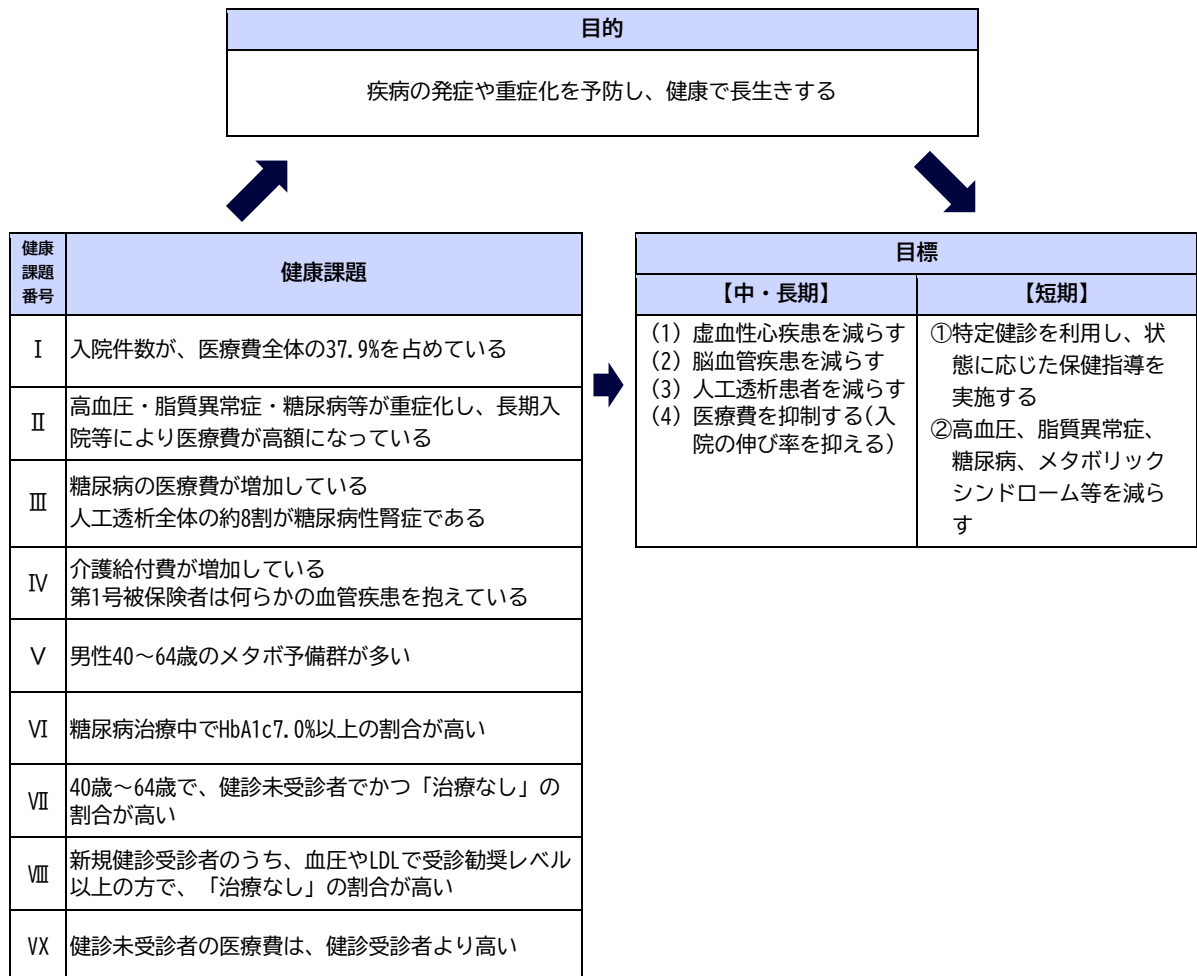 目的
疾病の発症や重症化を予防し、健康で長生きする
健康
課題
番号
健康課題
Ⅰ
入院件数が、医療費全体の37.9%を占めている
Ⅱ
高血圧・脂質異常症・糖尿病等が重症化し、長期入
院等により医療費が高額になっている
Ⅲ
糖尿病の医療費が増加している
人工透析全体の約8割が糖尿病性腎症である
Ⅳ
介護給付費が増加している
第1号被保険者は何らかの血管疾患を抱えている
Ⅴ
男性40～64歳のメタボ予備群が多い
Ⅵ
糖尿病治療中でHbA1c7.0%以上の割合が高い
Ⅶ
40歳～64歳で、健診未受診者でかつ「治療なし」の
割合が高い
Ⅷ
新規健診受診者のうち、血圧やLDLで受診勧奨レベル
以上の方で、「治療なし」の割合が高い
VX
健診未受診者の医療費は、健診受診者より高い
目標
【中・長期】
(1) 虚血性心疾患を減らす
(2) 脳血管疾患を減らす
(3) 人工透析患者を減らす
(4) 医療費を抑制する(入
院の伸び率を抑える)
【短期】
①特定健診を利用し、状
態に応じた保健指導を
実施する
②高血圧、脂質異常症、
糖尿病、メタボリック
シンドローム等を減ら
す